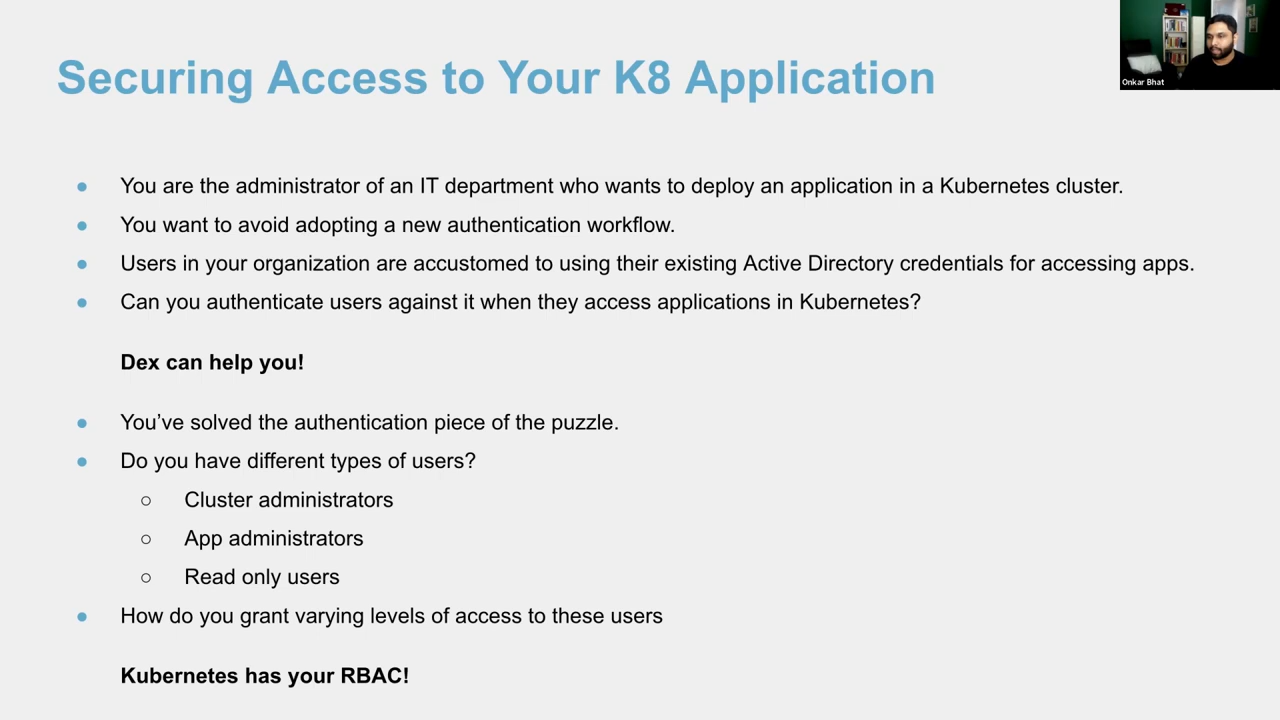 Securing Access to Your K8 Application
Onkar Bhat
● You are the administrator of an IT department who wants to deploy an application in a Kubernetes cluster.
● You want to avoid adopting a new authentication workflow.
● Users in your organization are accustomed to using their existing Active Directory credentials for accessing apps.
● Can you authenticate users against it when they access applications in Kubernetes?
Dex can help you!
● You’ve solved the authentication piece of the puzzle.
● Do you have different types of users?
○ Cluster administrators
○ App administrators
○ Read only users
● How do you grant varying levels of access to these users
Kubernetes has your RBAC!